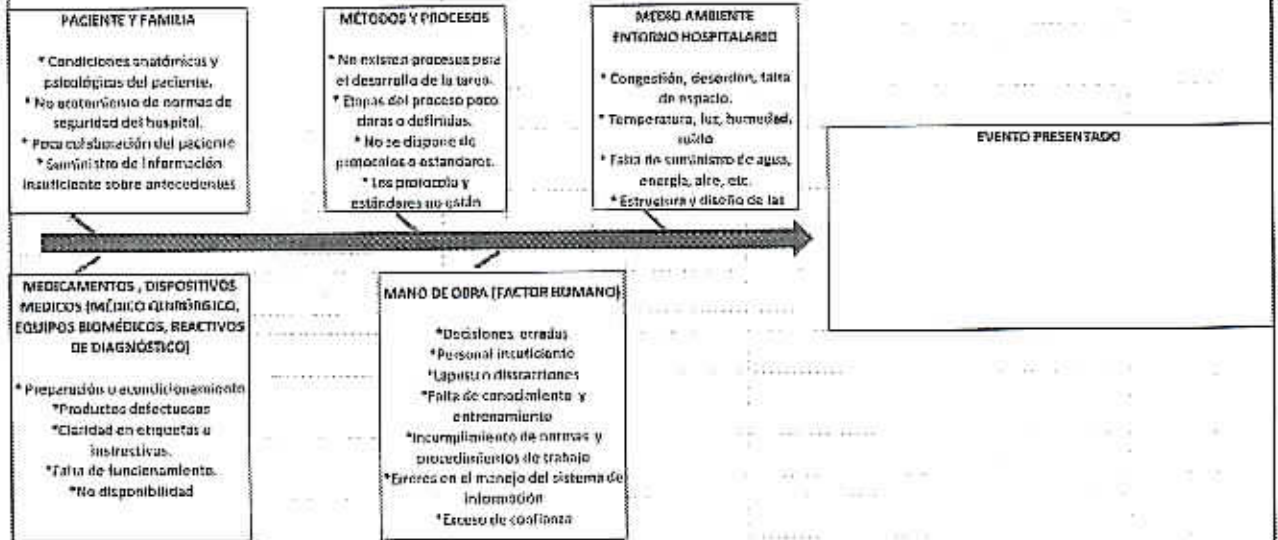 PACIENTE Y FAMILIA
* Condiciones anatómicas y
psicológicas del paciente.
* No acatamiento de normas de
seguridad del hospital.
* Poca colaboración del paciente
* Suministro de información
insuficiente sobre antecedentes
MÉTODOS Y PROCESOS
* No existen procesos para
el desarrollo de la tarea.
* Etapas del proceso poco
claras o definidas.
* No se dispone de
protocolos o estandares.
* Los protocolo y
estándares no están
MEDIO AMBIENTE
ENTORNO HOSPITALARIO
* Congestión, desorden, falta
de espacio.
* Temperatura, luz, humedad,
ruido
* Falta de suministro de agua,
energía, aire, etc.
* Estructura y diseño de las
EVENTO PRESENTADO
MEDICAMENTOS , DISPOSITIVOS
MEDICOS (MÉDICO QUIRÚRGICO,
EQUIPOS BIOMÉDICOS, REACTIVOS
DE DIAGNÓSTICO)
* Preparación o acondicionamiento
*Productos defectuosos
*Claridad en etiquetas o
instructivos.
*Falta de funcionamiento.
*No disponibilidad
MANO DE OBRA (FACTOR HUMANO)
*Decisiones erradas
*Personal insuficiente
*Lapsus o distracciones
*Falta de conocimiento y
entrenamiento
*Incumplimiento de normas y
procedimientos de trabajo
*Errores en el manejo del sistema de
información
*Exceso de confianza